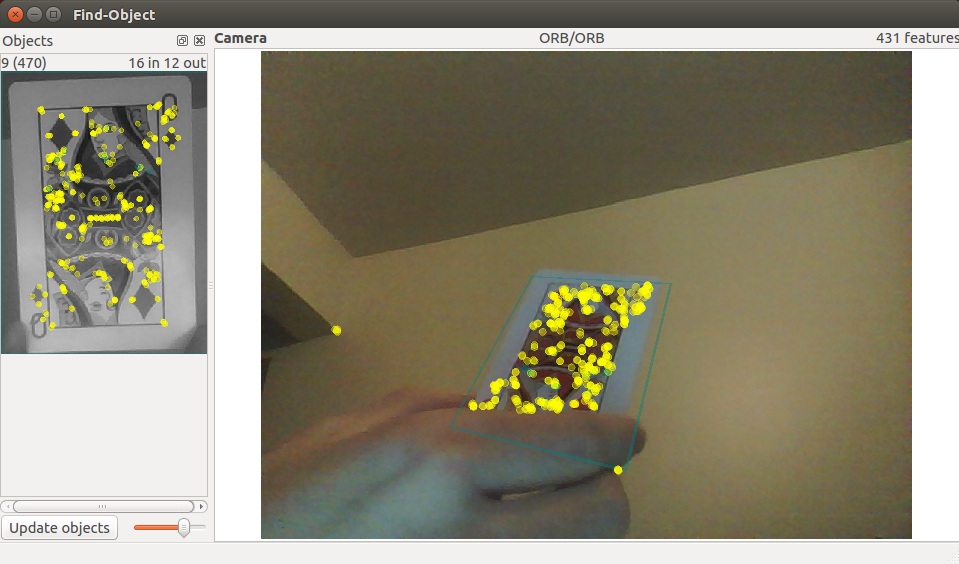 Find-Object
Objects
Camera
ORB/ORB
431 features
9 (470)
16 in 12 out
Q
Q
Update objects